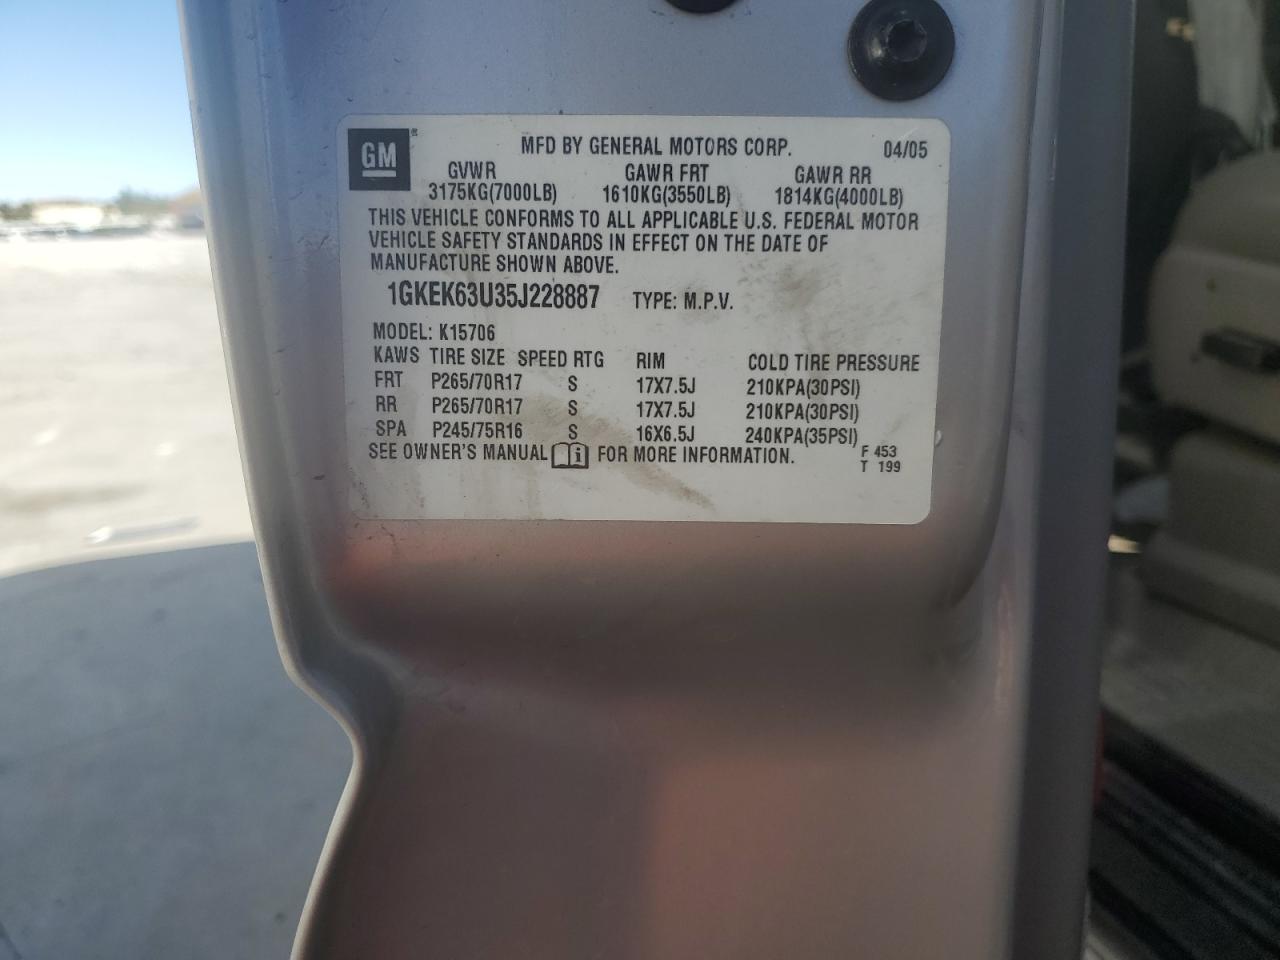 GM ®
MFD BY GENERAL MOTORS CORP. 04/05
GVWR GAWR FRT GAWR RR
3175KG(7000LB) 1610KG(3550LB) 1814KG(4000LB)
THIS VEHICLE CONFORMS TO ALL APPLICABLE U.S. FEDERAL MOTOR
VEHICLE SAFETY STANDARDS IN EFFECT ON THE DATE OF
MANUFACTURE SHOWN ABOVE.
1GKEK63U35J228887 TYPE: M.P.V.
MODEL: K15706
KAWS TIRE SIZE SPEED RTG RIM COLD TIRE PRESSURE
FRT P265/70R17 S 17X7.5J 210KPA(30PSI)
RR P265/70R17 S 17X7.5J 210KPA(30PSI)
SPA P245/75R16 S 16X6.5J 240KPA(35PSI)
SEE OWNER'S MANUAL i FOR MORE INFORMATION. F 453
T 199